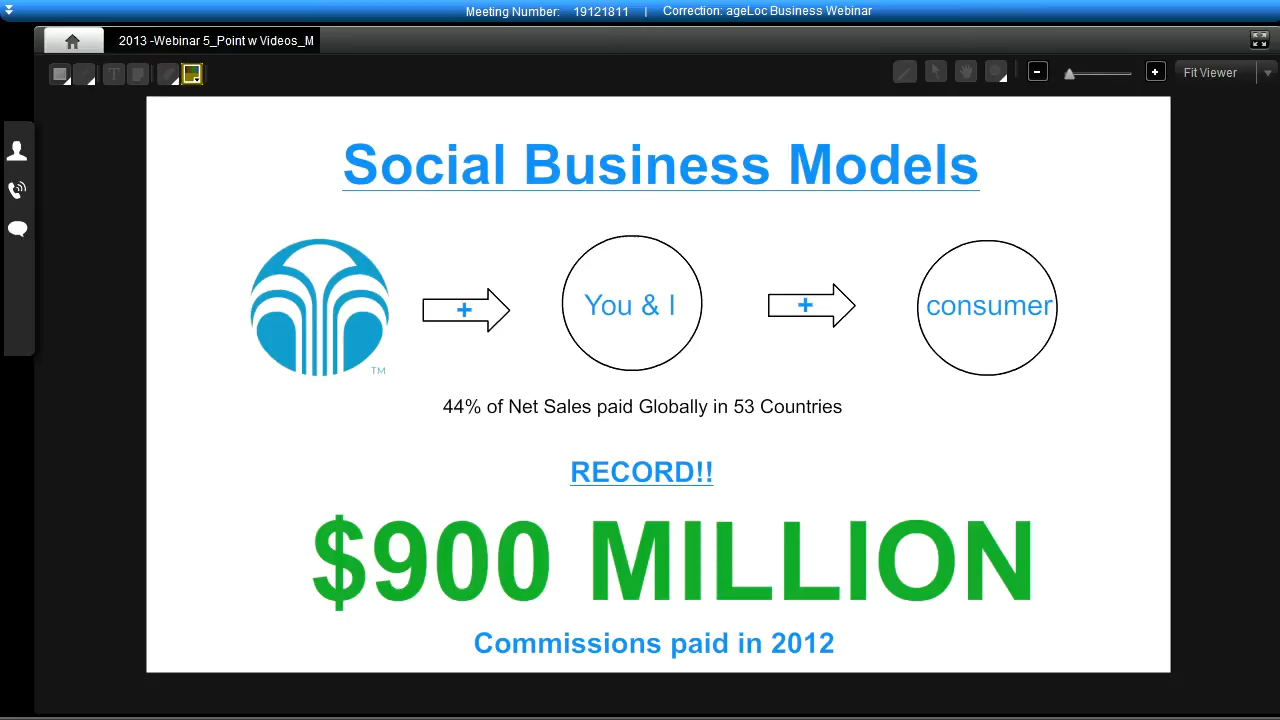 Meeting Number: 19121811 | Correction: ageLoc Business Webinar
2013 -Webinar 5_Point w Videos_M
T
Fit Viewer
Social Business Models
+
You & I
+
consumer
TM
44% of Net Sales paid Globally in 53 Countries
RECORD!!
$900 MILLION
Commissions paid in 2012